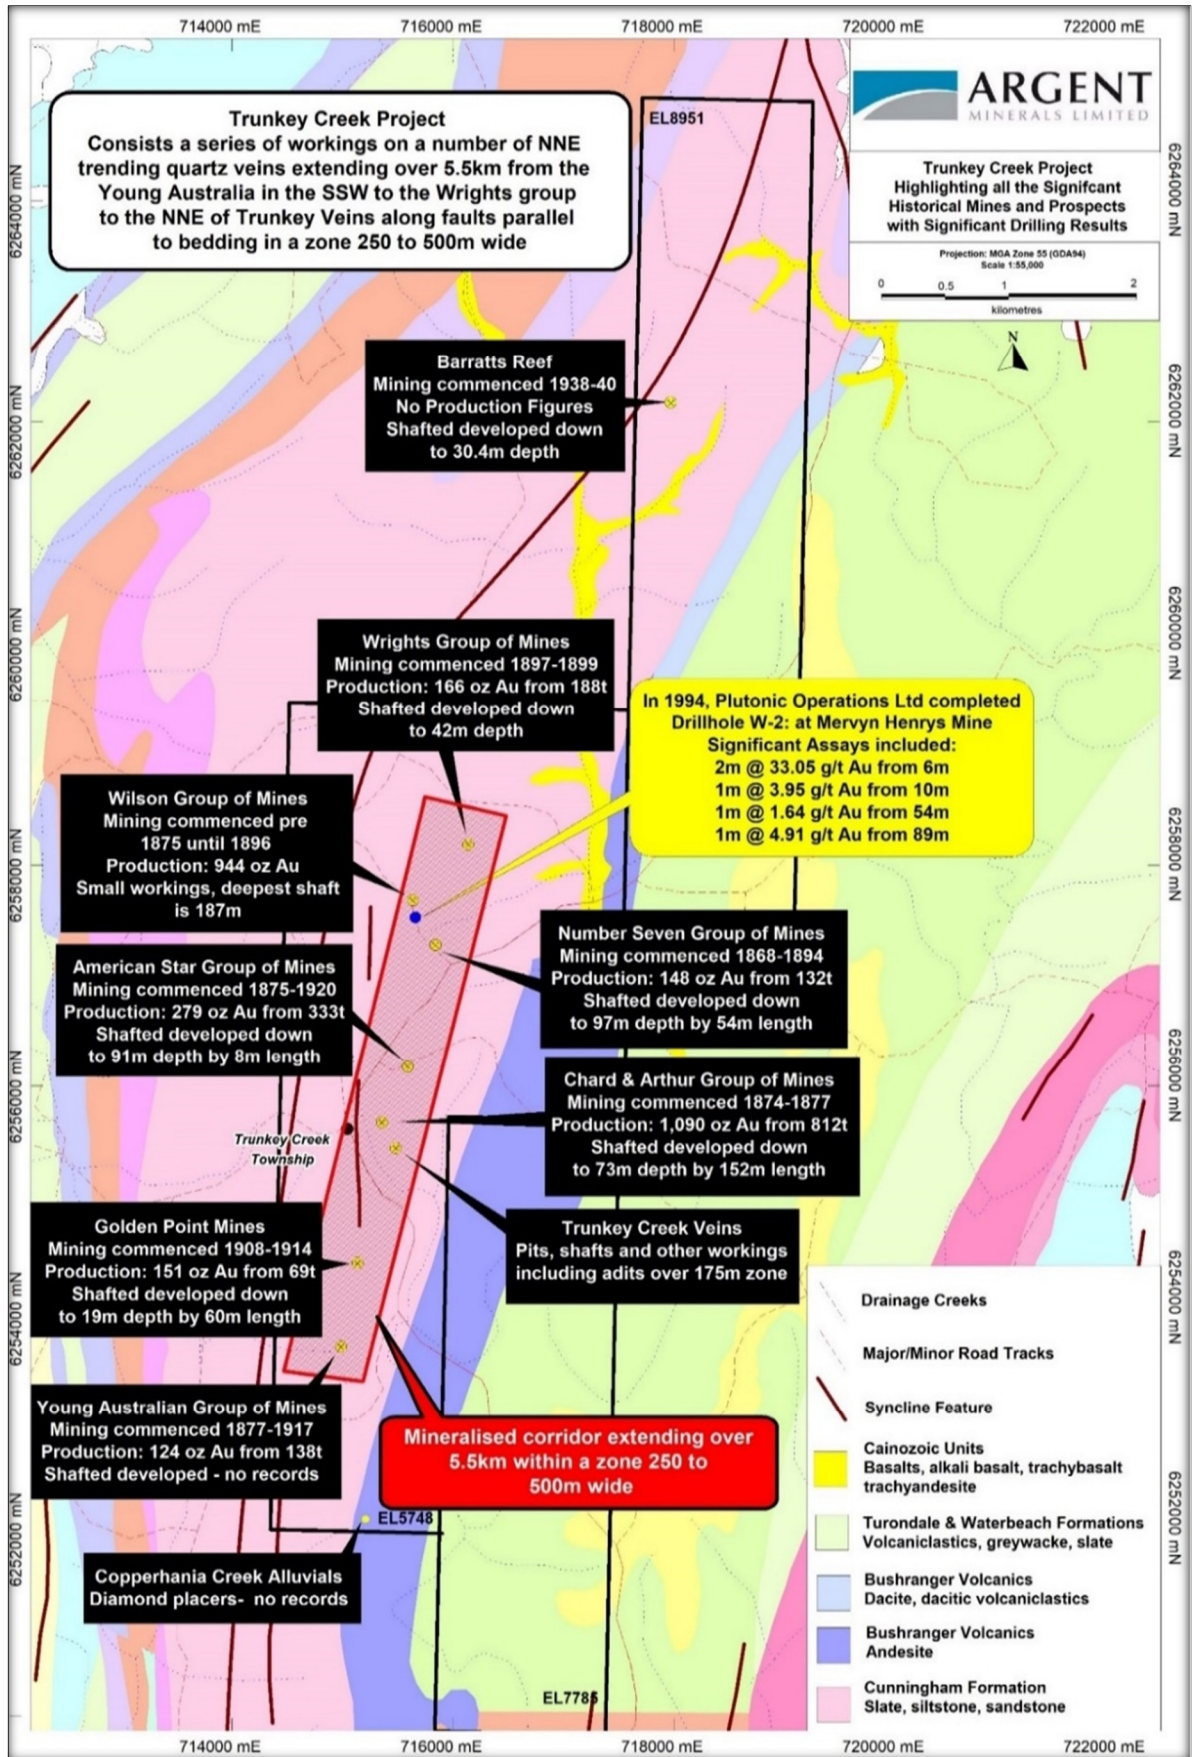 714000 mE
716000 mE
718000 mE
720000 mE
722000 mE
Trunkey Creek Project
Consists a series of workings on a number of NNE
trending quartz veins extending over 5.5km from the
Young Australia in the SSW to the Wrights group
to the NNE of Trunkey Veins along faults parallel
to bedding in a zone 250 to 500m wide
EL8951
ARGENT
MINERALS LIMITED
Trunkey Creek Project
Highlighting all the Signifcant
Historical Mines and Prospects
with Significant Drilling Results
Projection: MGA Zone 55 (GDA94)
Scale 1:55,000
0 0.5 1 2
kilometres
N
6264000 mN
6264000 mN
Barratts Reef
Mining commenced 1938-40
No Production Figures
Shafted developed down
to 30.4m depth
6262000 mN
6262000 mN
6260000 mN
6260000 mN
Wrights Group of Mines
Mining commenced 1897-1899
Production: 166 oz Au from 188t
Shafted developed down
to 42m depth
In 1994, Plutonic Operations Ltd completed
Drillhole W-2: at Mervyn Henrys Mine
Significant Assays included:
2m @ 33.05 g/t Au from 6m
1m @ 3.95 g/t Au from 10m
1m @ 1.64 g/t Au from 54m
1m @ 4.91 g/t Au from 89m
Wilson Group of Mines
Mining commenced pre
1875 until 1896
Production: 944 oz Au
Small workings, deepest shaft
is 187m
6258000 mN
6258000 mN
Number Seven Group of Mines
Mining commenced 1868-1894
Production: 148 oz Au from 132t
Shafted developed down
to 97m depth by 54m length
American Star Group of Mines
Mining commenced 1875-1920
Production: 279 oz Au from 333t
Shafted developed down
to 91m depth by 8m length
6256000 mN
6256000 mN
Chard & Arthur Group of Mines
Mining commenced 1874-1877
Production: 1,090 oz Au from 812t
Shafted developed down
to 73m depth by 152m length
Trunkey Creek
Township
Trunkey Creek Veins
Pits, shafts and other workings
including adits over 175m zone
Golden Point Mines
Mining commenced 1908-1914
Production: 151 oz Au from 69t
Shafted developed down
to 19m depth by 60m length
6254000 mN
6254000 mN
Young Australian Group of Mines
Mining commenced 1877-1917
Production: 124 oz Au from 138t
Shafted developed - no records
Mineralised corridor extending over
5.5km within a zone 250 to
500m wide
6252000 mN
6252000 mN
EL5748
Copperhania Creek Alluvials
Diamond placers- no records
EL7785
Drainage Creeks
Major/Minor Road Tracks
Syncline Feature
Cainozoic Units
Basalts, alkali basalt, trachybasalt
trachyandesite
Turondale & Waterbeach Formations
Volcaniclastics, greywacke, slate
Bushranger Volcanics
Dacite, dacitic volcaniclastics
Bushranger Volcanics
Andesite
Cunningham Formation
Slate, siltstone, sandstone
714000 mE
716000 mE
718000 mE
720000 mE
722000 mE